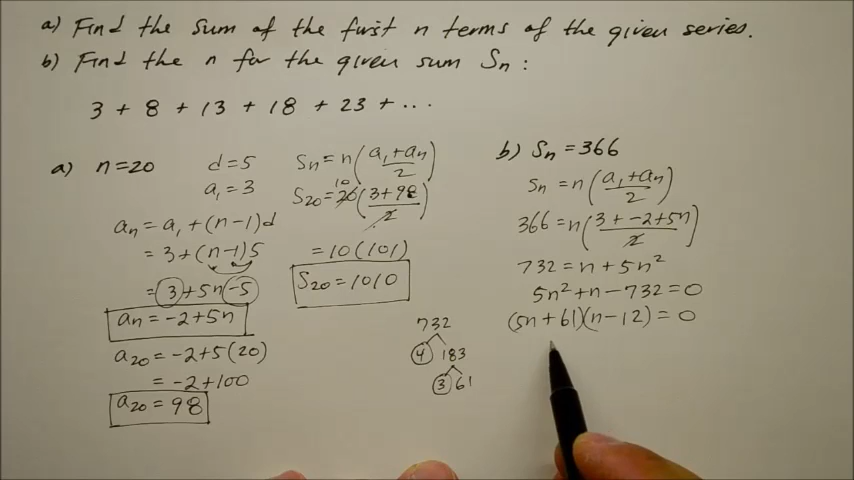 a) Find the sum of the first n terms of the given series.
b) Find the n for the given sum Sn:
3 + 8 + 13 + 18 + 23 + ...
a) n=20
d=5
a₁=3
an = a₁ + (n-1)d
= 3+(n-1)5
= 3+5n-5
an = -2+5n
a20 = -2+5(20)
= -2+100
a20 = 98
Sn = n((a₁+an)/2)
10
S20 = 20((3+98)/2)
= 10(101)
S20 = 1010
732
4 183
3 61
b) Sn = 366
Sn = n((a₁+an)/2)
366 = n((3+-2+5n)/2)
732 = n+5n²
5n²+n-732=0
(5n+61)(n-12)=0